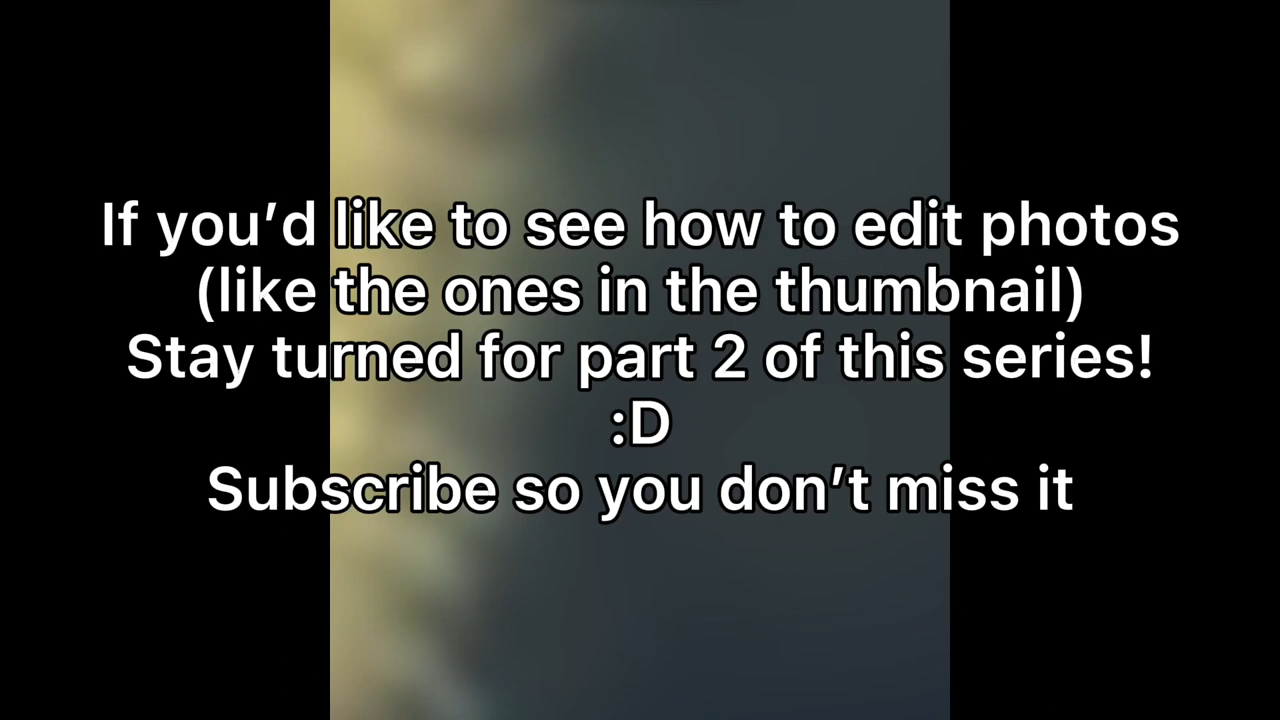 If you’d like to see how to edit photos
(like the ones in the thumbnail)
Stay turned for part 2 of this series!
:D
Subscribe so you don’t miss it